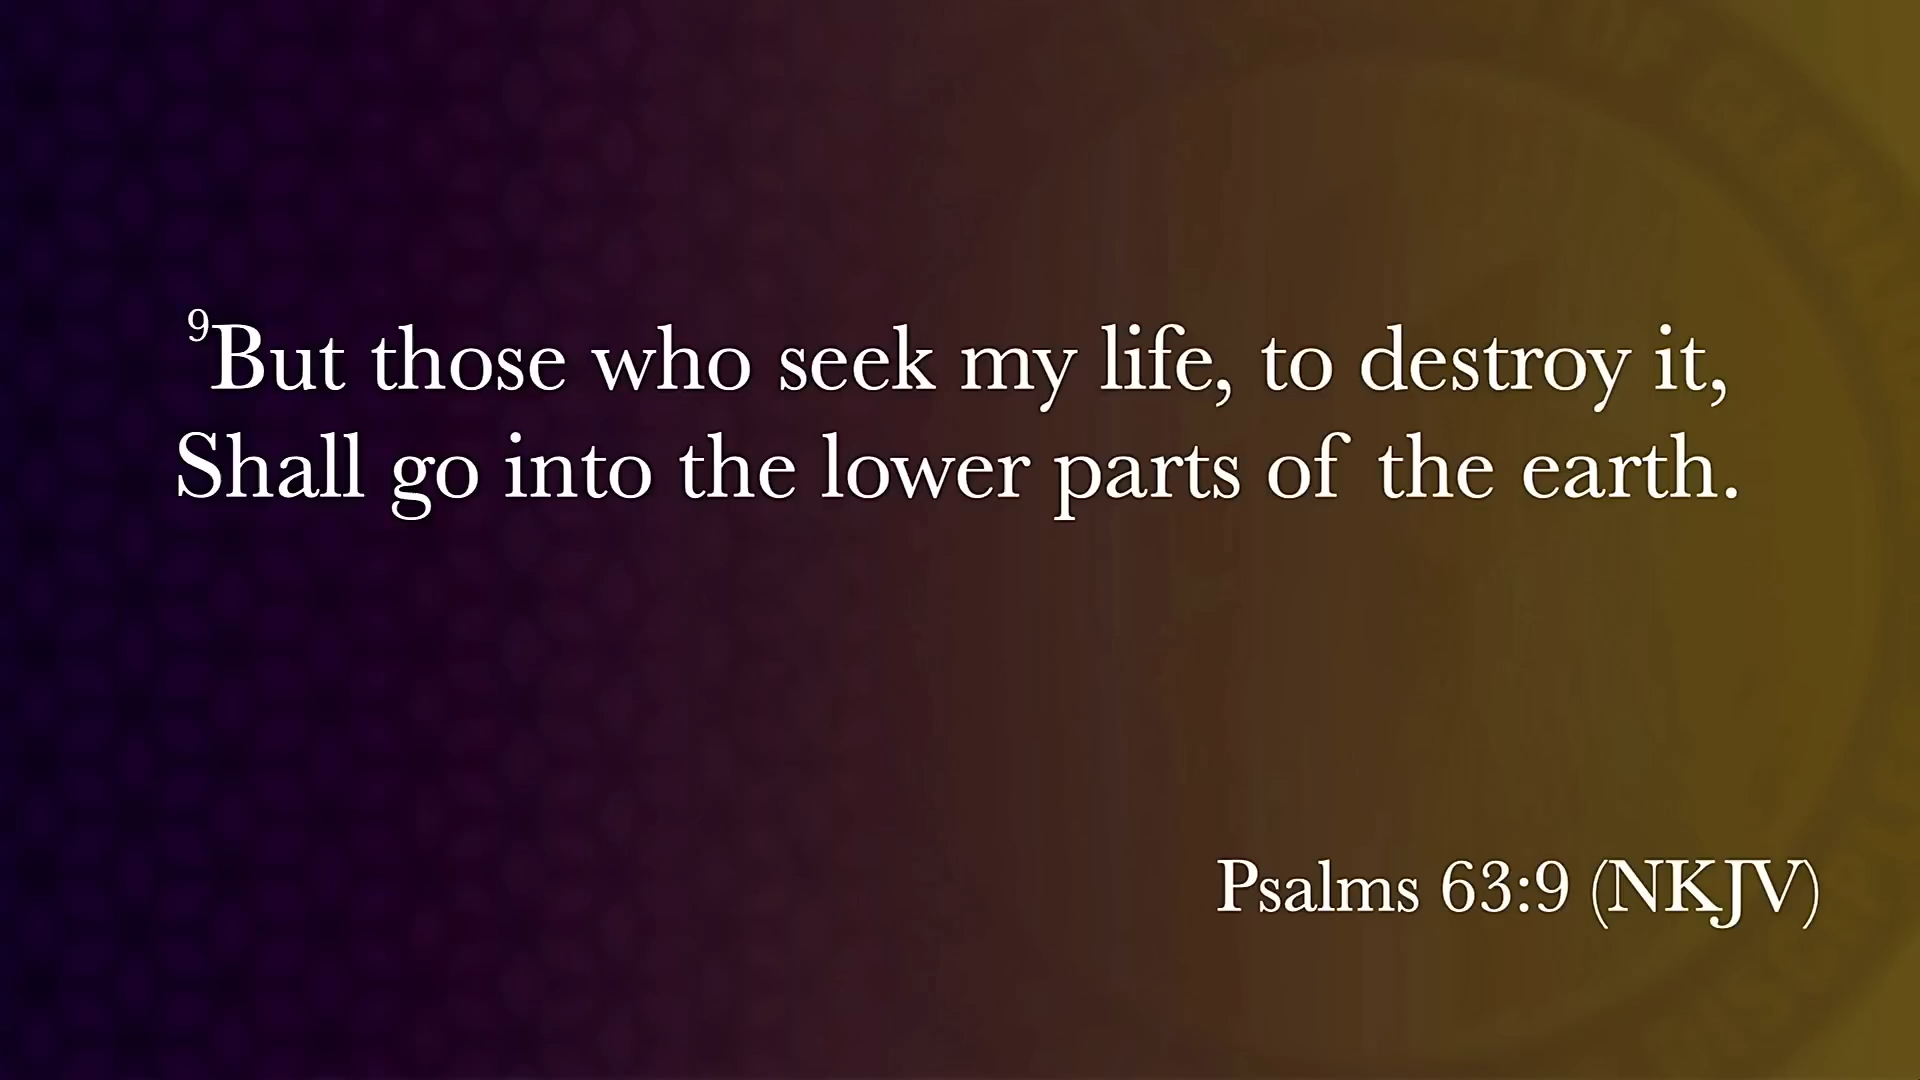 ⁹But those who seek my life, to destroy it,
Shall go into the lower parts of the earth.
Psalms 63:9 (NKJV)